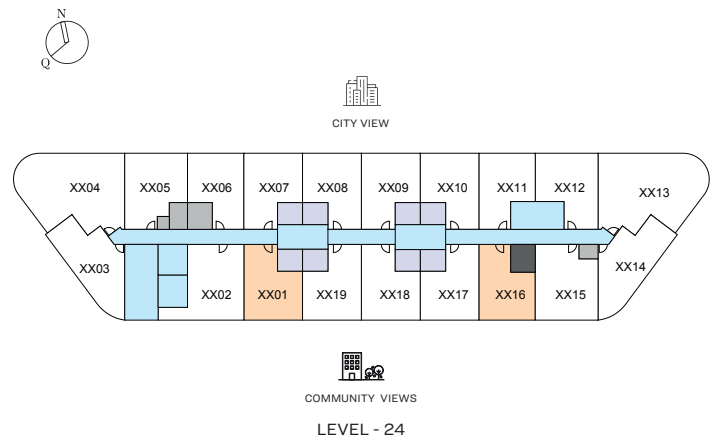 N
Q
CITY VIEW
XX04 XX05 XX06 XX07 XX08 XX09 XX10 XX11 XX12 XX13
XX03 XX14
XX02 XX01 XX19 XX18 XX17 XX16 XX15
COMMUNITY VIEWS
LEVEL - 24